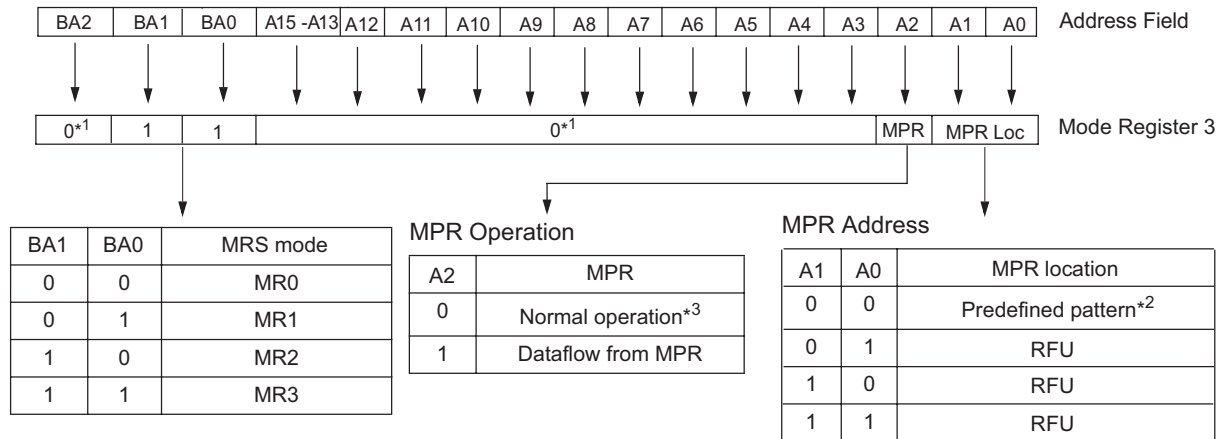 BA2 BA1 BA0 A15 -A13 A12 A11 A10 A9 A8 A7 A6 A5 A4 A3 A2 A1 A0 Address Field
0*1 1 1 0*1 MPR MPR Loc Mode Register 3
BA1 BA0 MRS mode
0 0 MR0
0 1 MR1
1 0 MR2
1 1 MR3
MPR Operation
A2 MPR
0 Normal operation*3
1 Dataflow from MPR
MPR Address
A1 A0 MPR location
0 0 Predefined pattern*2
0 1 RFU
1 0 RFU
1 1 RFU